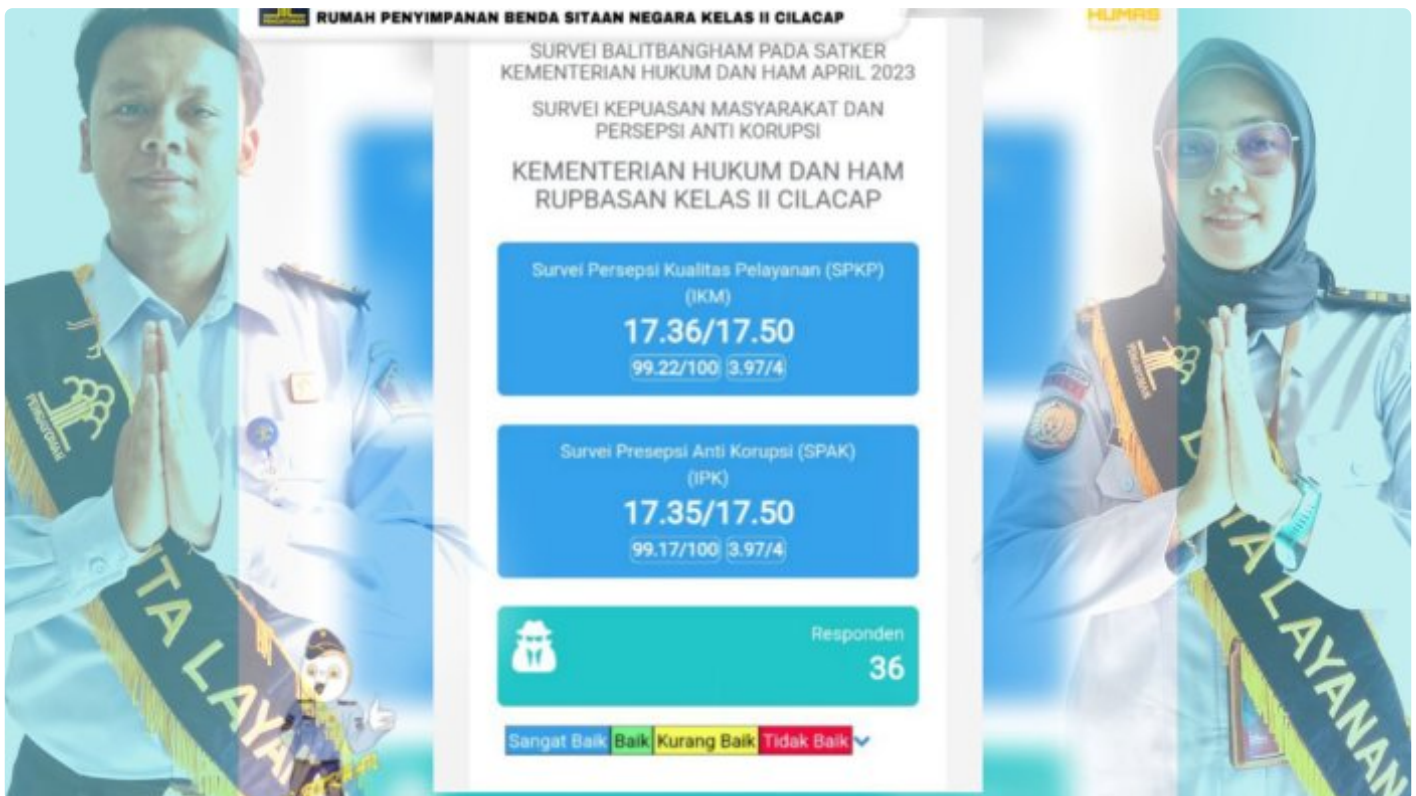 RUMAH PENYIMPANAN BENDA SITAAN NEGARA KELAS II CILACAP
HUMAS
SURVEI BALITBANGHAM PADA SATKER
KEMENTERIAN HUKUM DAN HAM APRIL 2023
SURVEI KEPUASAN MASYARAKAT DAN
PERSEPSI ANTI KORUPSI
KEMENTERIAN HUKUM DAN HAM
RUPBASAN KELAS II CILACAP
Survei Persepsi Kualitas Pelayanan (SPKP)
(IKM)
17.36/17.50
99.22/100 3.97/4
Survei Presepsi Anti Korupsi (SPAK)
(IPK)
17.35/17.50
99.17/100 3.97/4
Responden
36
Sangat Baik Baik Kurang Baik Tidak Baik
PENGAYOMAN
TA LAYAN
PENGAYOMAN
TA LAYANAN